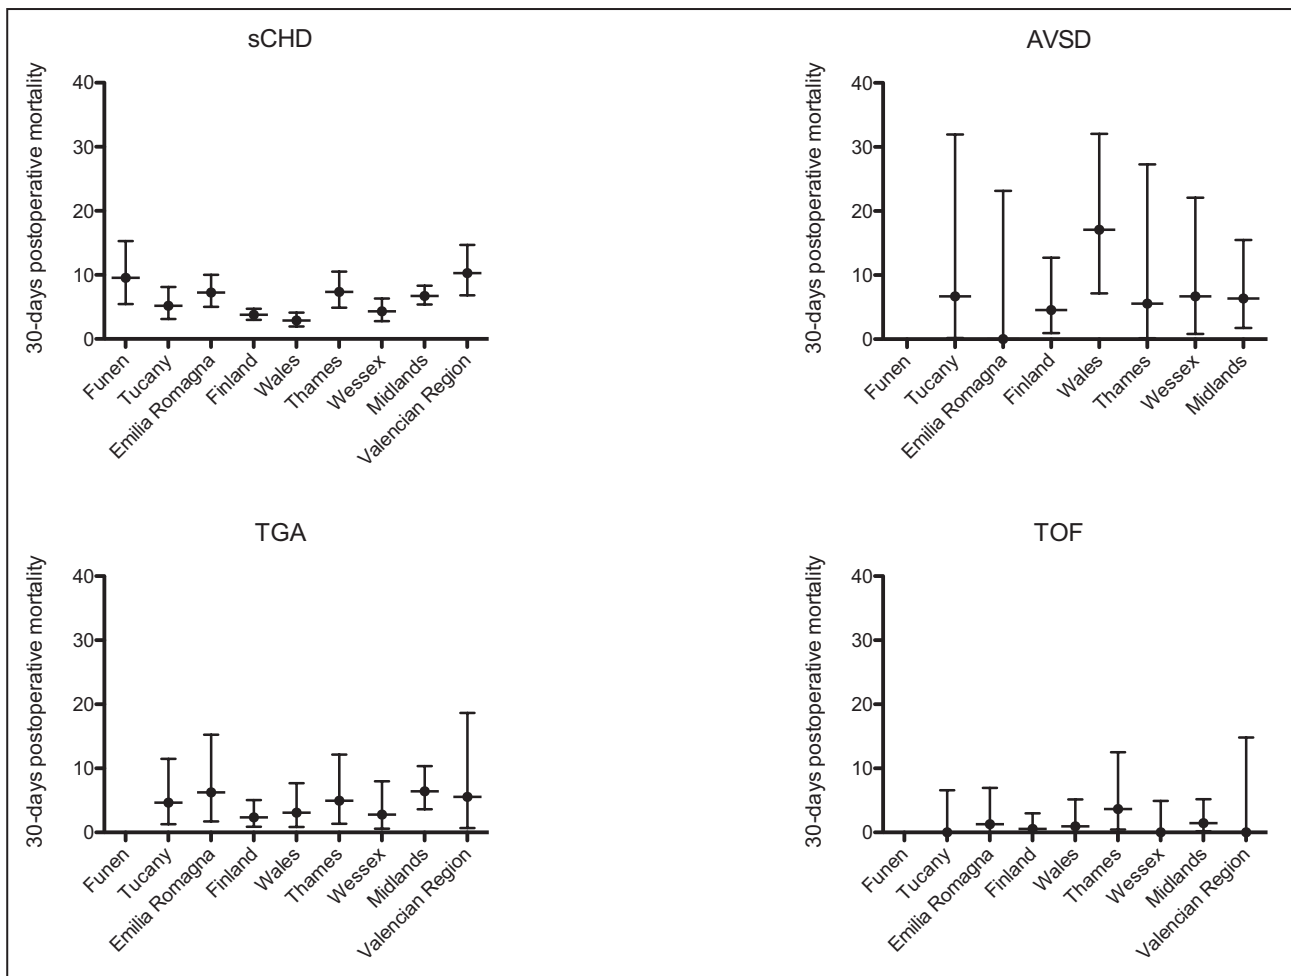 sCHD
30-days postoperative mortality
40
30
20
10
0
Funen
Tucany
Emilia Romagna
Finland
Wales
Thames
Wessex
Midlands
Valencian Region
AVSD
30-days postoperative mortality
40
30
20
10
0
Funen
Tucany
Emilia Romagna
Finland
Wales
Thames
Wessex
Midlands
TGA
30-days postoperative mortality
40
30
20
10
0
Funen
Tucany
Emilia Romagna
Finland
Wales
Thames
Wessex
Midlands
Valencian Region
TOF
30-days postoperative mortality
40
30
20
10
0
Funen
Tucany
Emilia Romagna
Finland
Wales
Thames
Wessex
Midlands
Valencian Region